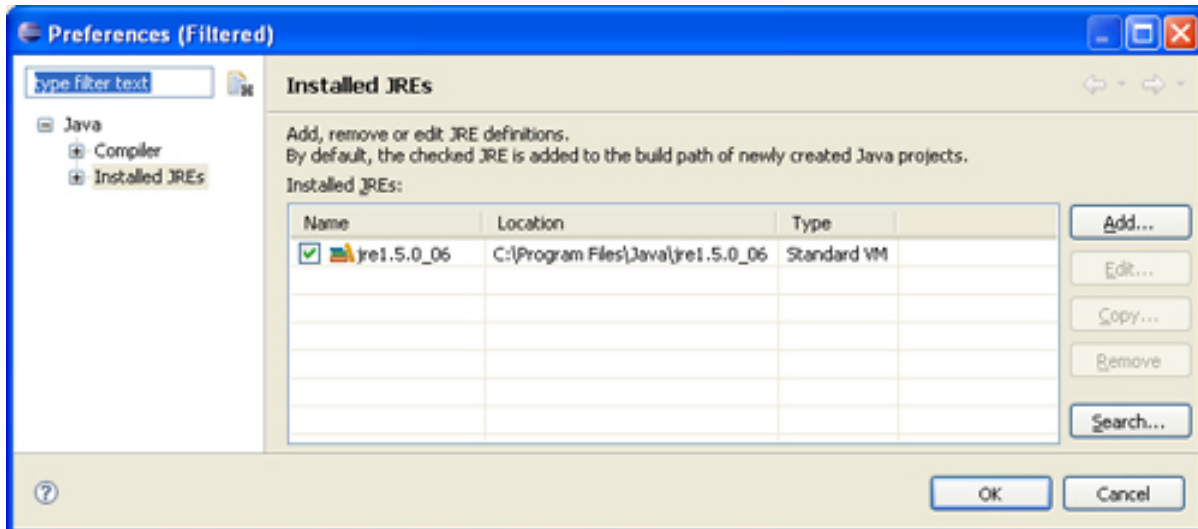 Preferences (Filtered)
type filter text
Installed JREs
Java
Compiler
Installed JREs
Add, remove or edit JRE definitions.
By default, the checked JRE is added to the build path of newly created Java projects.
Installed JREs:
Name Location Type
jre1.5.0_06 C:\Program Files\Java\jre1.5.0_06 Standard VM
Add...
Edit...
Copy...
Remove
Search...
OK Cancel